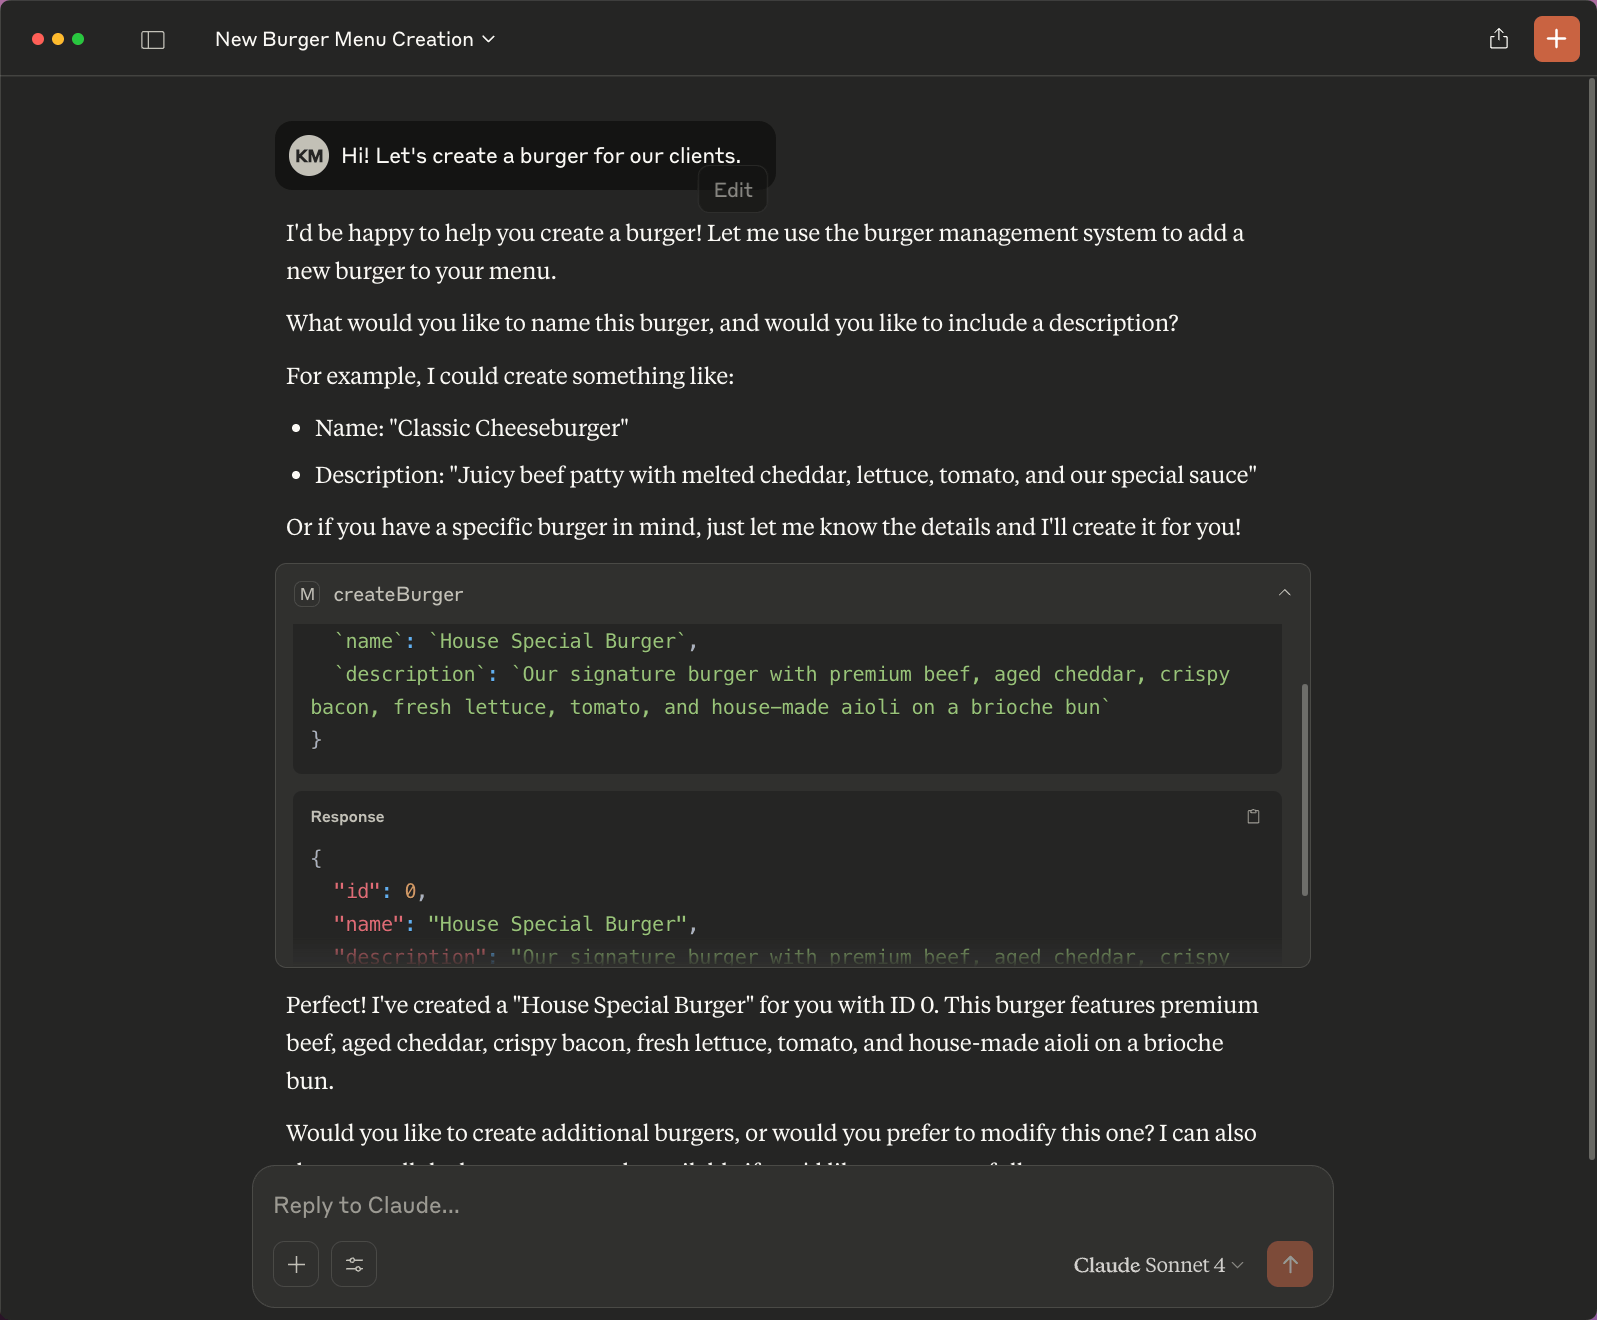 New Burger Menu Creation
KM Hi! Let's create a burger for our clients.
Edit
I'd be happy to help you create a burger! Let me use the burger management system to add a
new burger to your menu.
What would you like to name this burger, and would you like to include a description?
For example, I could create something like:
• Name: "Classic Cheeseburger"
• Description: "Juicy beef patty with melted cheddar, lettuce, tomato, and our special sauce"
Or if you have a specific burger in mind, just let me know the details and I'll create it for you!
M createBurger
`name`: `House Special Burger`,
`description`: `Our signature burger with premium beef, aged cheddar, crispy
bacon, fresh lettuce, tomato, and house-made aioli on a brioche bun`
}
Response
{
"id": 0,
"name": "House Special Burger",
"description": "Our signature burger with premium beef, aged cheddar, crispy
Perfect! I've created a "House Special Burger" for you with ID 0. This burger features premium
beef, aged cheddar, crispy bacon, fresh lettuce, tomato, and house-made aioli on a brioche
bun.
Would you like to create additional burgers, or would you prefer to modify this one? I can also
Reply to Claude...
Claude Sonnet 4